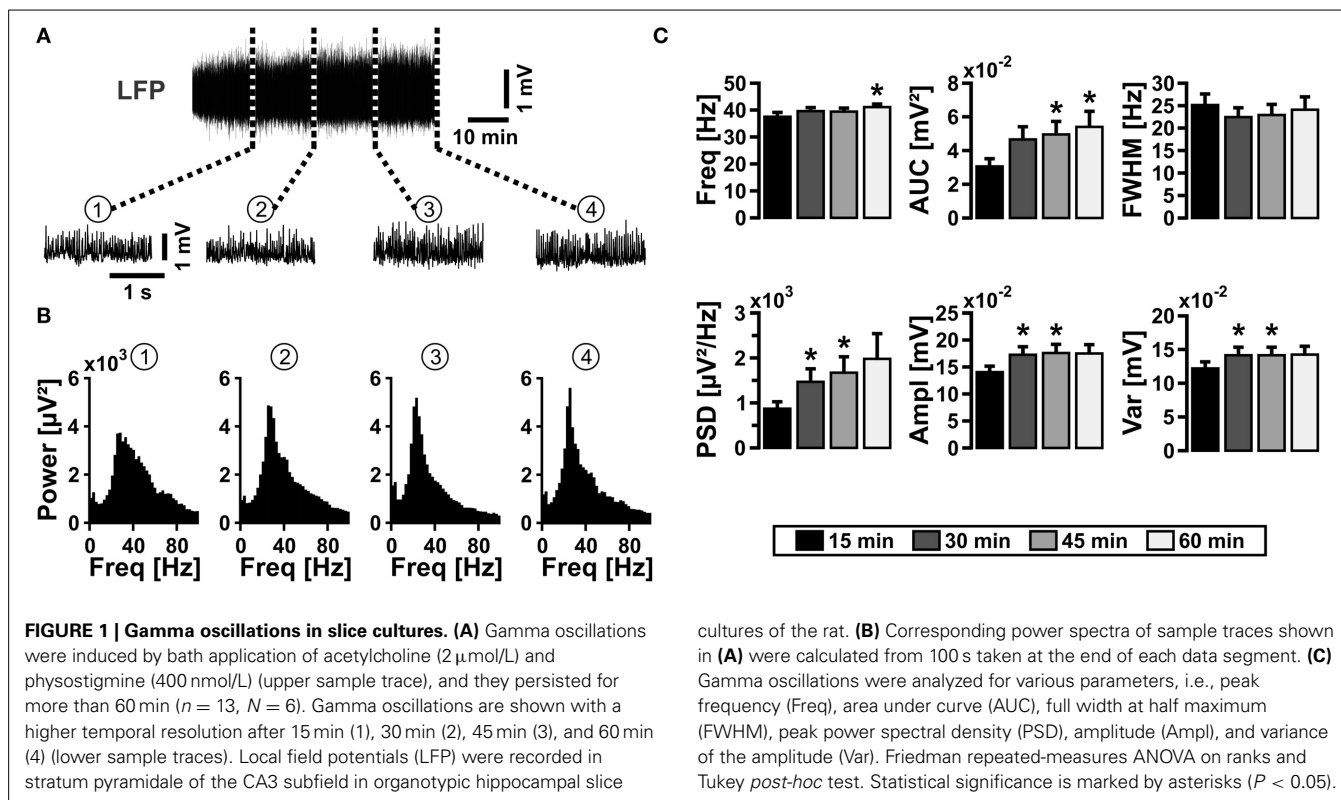 A
LFP
1 mV
10 min
1
2
3
4
1 mV
1 s
B
x10³
1
2
3
4
Power [µV²]
6
4
2
0
6
4
2
0
6
4
2
0
6
4
2
0
0 40 80
0 40 80
0 40 80
0 40 80
Freq [Hz]
Freq [Hz]
Freq [Hz]
Freq [Hz]
C
Freq [Hz]
50
40
30
20
10
0
*
x10⁻²
AUC [mV²]
8
6
4
2
0
* *
FWHM [Hz]
35
30
25
20
15
10
5
0
x10³
PSD [µV²/Hz]
3
2
1
0
* *
x10⁻²
Ampl [mV]
25
20
15
10
5
0
* *
x10⁻²
Var [mV]
20
15
10
5
0
* *
15 min 30 min 45 min 60 min
FIGURE 1 | Gamma oscillations in slice cultures. (A) Gamma oscillations
were induced by bath application of acetylcholine (2 µmol/L) and
physostigmine (400 nmol/L) (upper sample trace), and they persisted for
more than 60 min (n = 13, N = 6). Gamma oscillations are shown with a
higher temporal resolution after 15 min (1), 30 min (2), 45 min (3), and 60 min
(4) (lower sample traces). Local field potentials (LFP) were recorded in
stratum pyramidale of the CA3 subfield in organotypic hippocampal slice
cultures of the rat. (B) Corresponding power spectra of sample traces shown
in (A) were calculated from 100 s taken at the end of each data segment. (C)
Gamma oscillations were analyzed for various parameters, i.e., peak
frequency (Freq), area under curve (AUC), full width at half maximum
(FWHM), peak power spectral density (PSD), amplitude (Ampl), and variance
of the amplitude (Var). Friedman repeated-measures ANOVA on ranks and
Tukey post-hoc test. Statistical significance is marked by asterisks (P < 0.05).